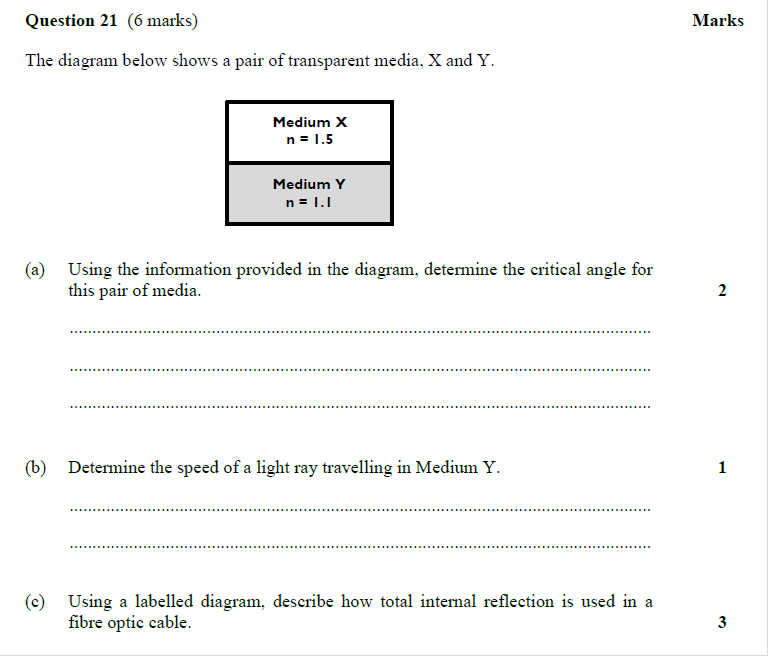 Question 21 (6 marks) Marks
The diagram below shows a pair of transparent media, X and Y.
Medium X
n = 1.5
Medium Y
n = 1.1
(a) Using the information provided in the diagram, determine the critical angle for
this pair of media. 2
(b) Determine the speed of a light ray travelling in Medium Y. 1
(c) Using a labelled diagram, describe how total internal reflection is used in a
fibre optic cable. 3